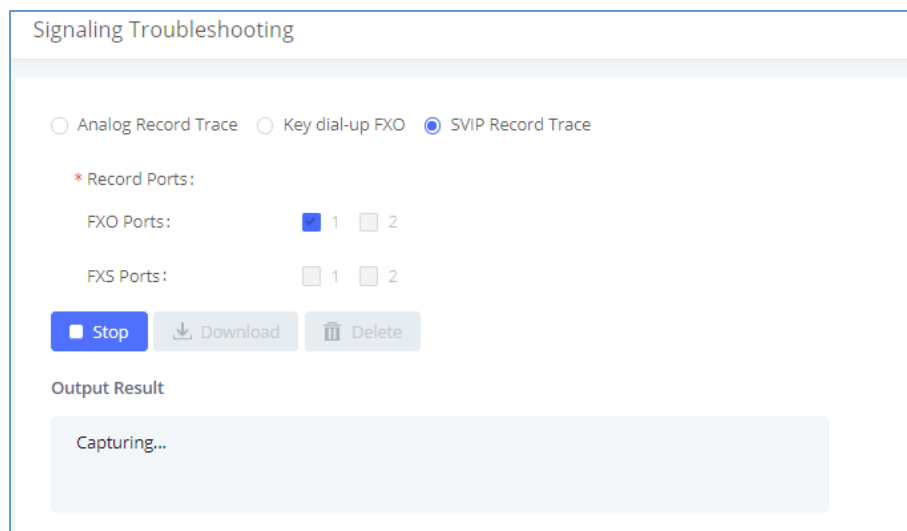 Signaling Troubleshooting
Analog Record Trace Key dial-up FXO SVIP Record Trace
* Record Ports:
FXO Ports: 1 2
FXS Ports: 1 2
Stop Download Delete
Output Result
Capturing...